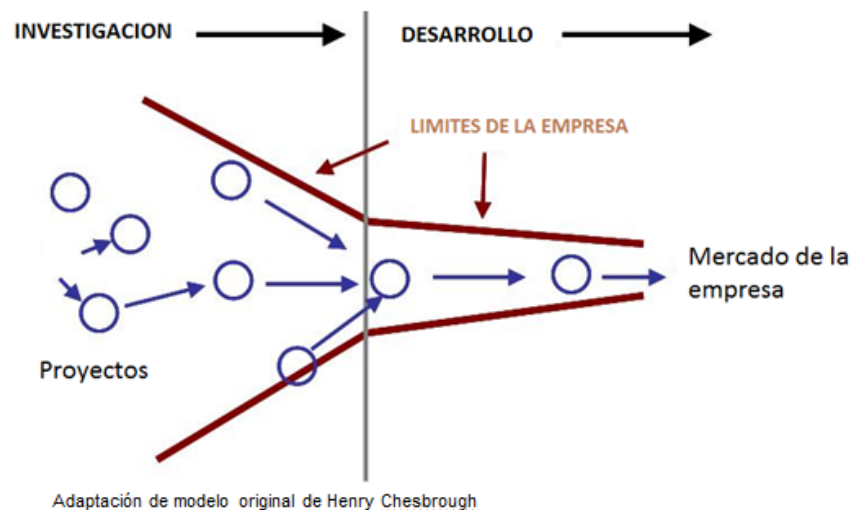 INVESTIGACION
DESARROLLO
LIMITES DE LA EMPRESA
Mercado de la
empresa
Proyectos
Adaptación de modelo original de Henry Chesbrough